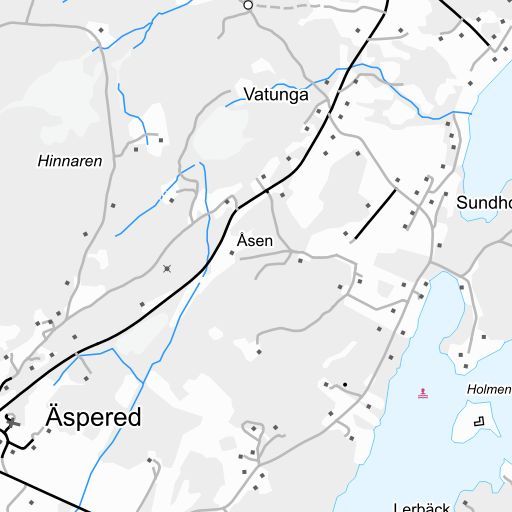 Vatunga
Hinnaren
Sundho
Åsen
Holmen
Äspered
Lerbäck